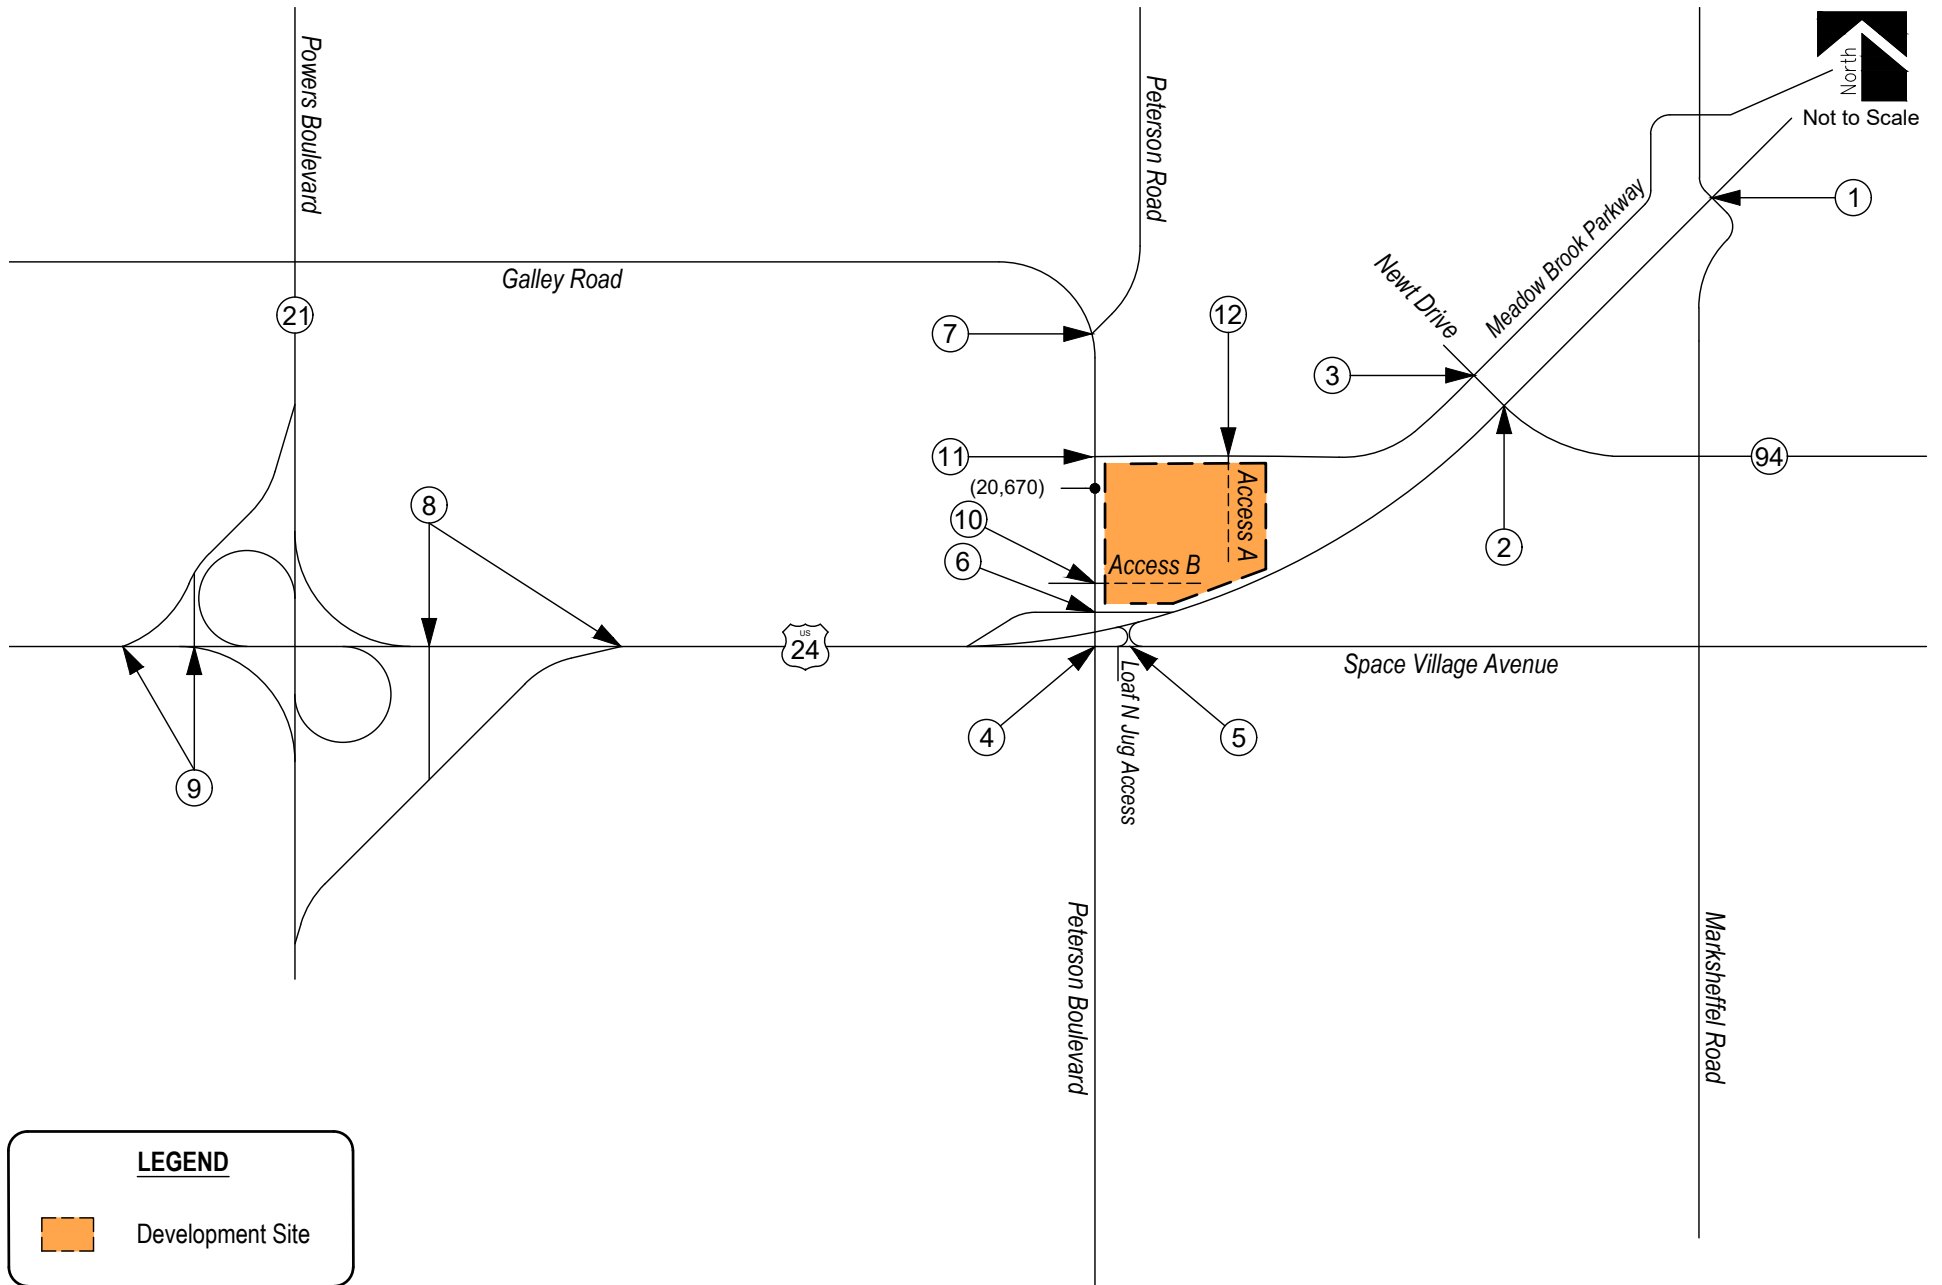 North
Not to Scale
Powers Boulevard
Peterson Road
1
Meadow Brook Parkway
Galley Road
Newt Drive
21
12
7
3
11
94
(20,670)
Access A
8
10
2
6
Access B
US
24
Space Village Avenue
4
Loaf N Jug Access
5
9
Peterson Boulevard
Marksheffel Road
LEGEND
Development Site